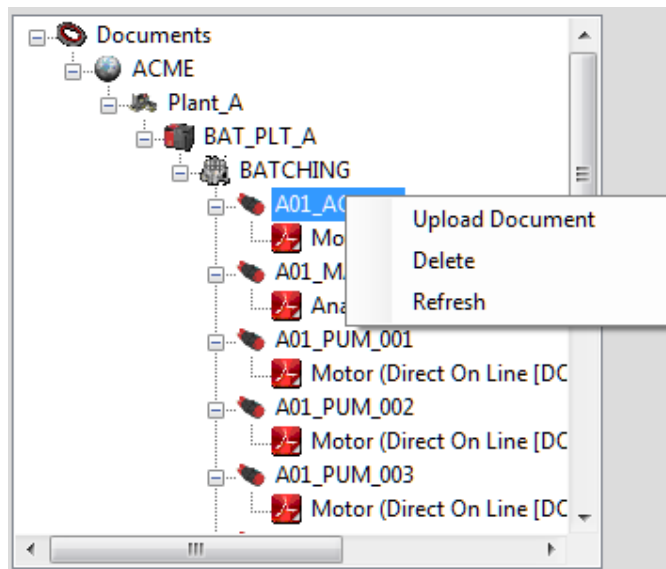 Documents
ACME
Plant_A
BAT_PLT_A
BATCHING
Upload Document
Delete
Refresh
A01_PUM_001
Motor (Direct On Line [DC
A01_PUM_002
Motor (Direct On Line [DC
A01_PUM_003
Motor (Direct On Line [DC